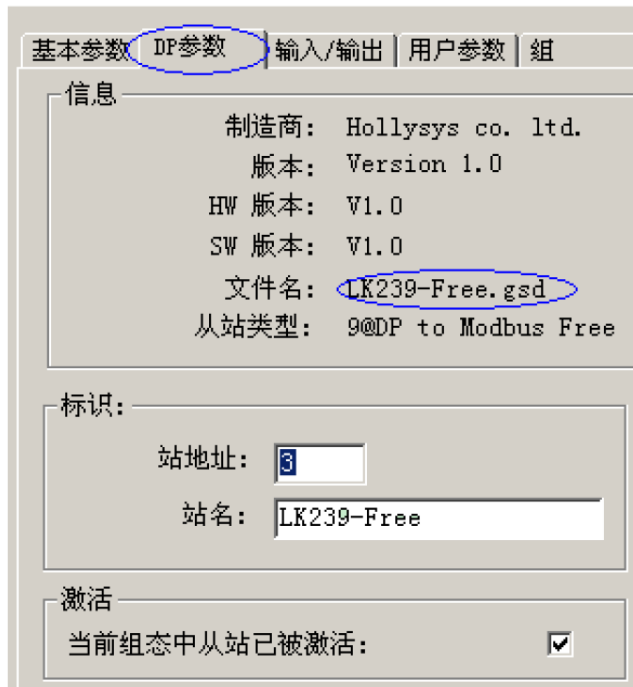 基本参数 DP参数 输入/输出 用户参数 组
信息
制造商: Hollysys co. ltd.
版本: Version 1.0
HW 版本: V1.0
SW 版本: V1.0
文件名: LK239-Free.gsd
从站类型: 9@DP to Modbus Free
标识:
站地址: 3
站名: LK239-Free
激活
当前组态中从站已被激活: